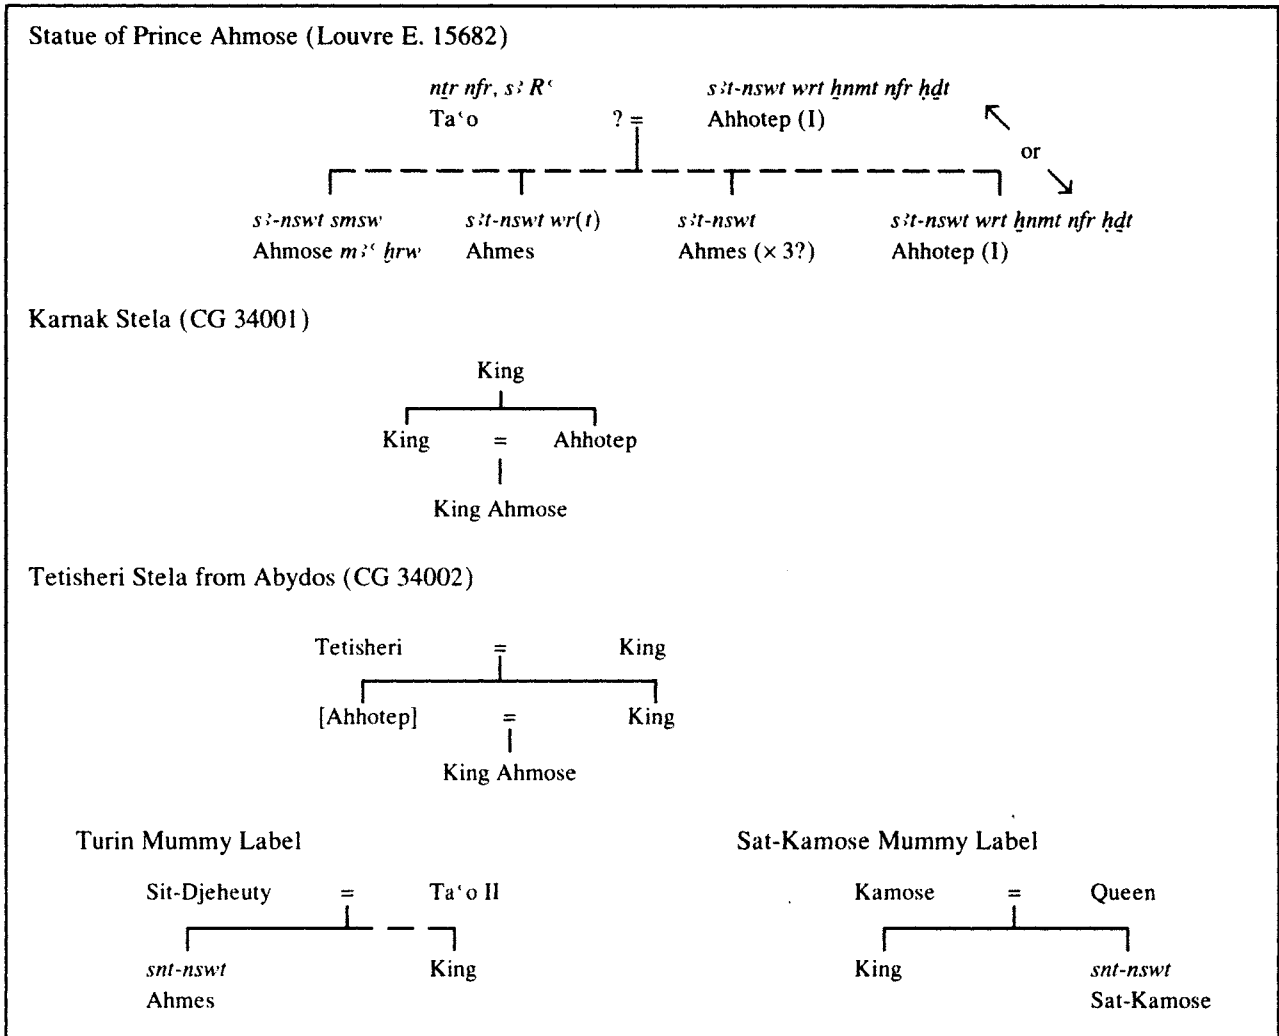 Statue of Prince Ahmose (Louvre E. 15682)
nṯr nfr, sꜣ Rꜥ
Taʿo
? =
sꜣt-nswt wrt ẖnmt nfr ḥḏt
Ahhotep (I)
or
sꜣ-nswt smsw
Ahmose mꜣꜥ ḫrw
sꜣt-nswt wr(t)
Ahmes
sꜣt-nswt
Ahmes (× 3?)
sꜣt-nswt wrt ẖnmt nfr ḥḏt
Ahhotep (I)
Karnak Stela (CG 34001)
King
King = Ahhotep
King Ahmose
Tetisheri Stela from Abydos (CG 34002)
Tetisheri = King
[Ahhotep] = King
King Ahmose
Turin Mummy Label
Sit-Djeheuty = Taʿo II
snt-nswt
Ahmes
King
Sat-Kamose Mummy Label
Kamose = Queen
King
snt-nswt
Sat-Kamose